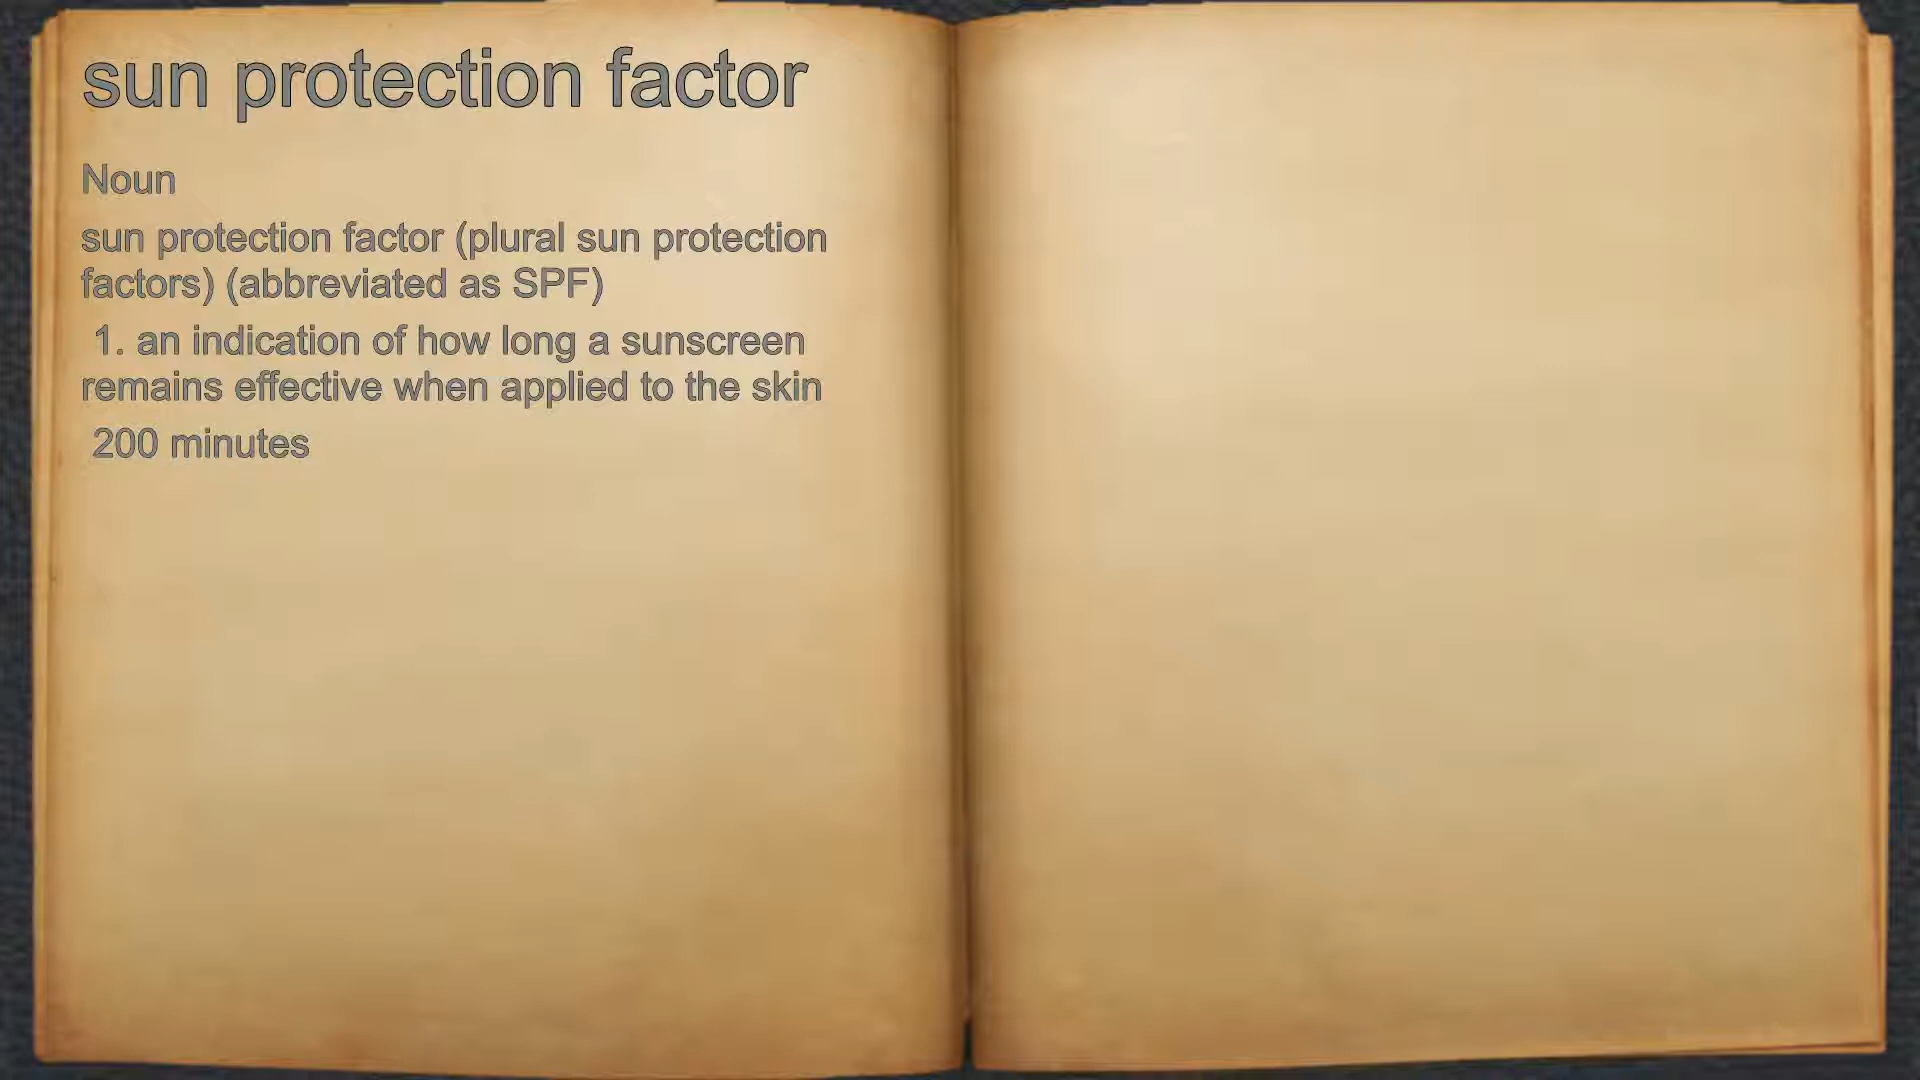 sun protection factor
Noun
sun protection factor (plural sun protection
factors) (abbreviated as SPF)
1. an indication of how long a sunscreen
remains effective when applied to the skin
200 minutes